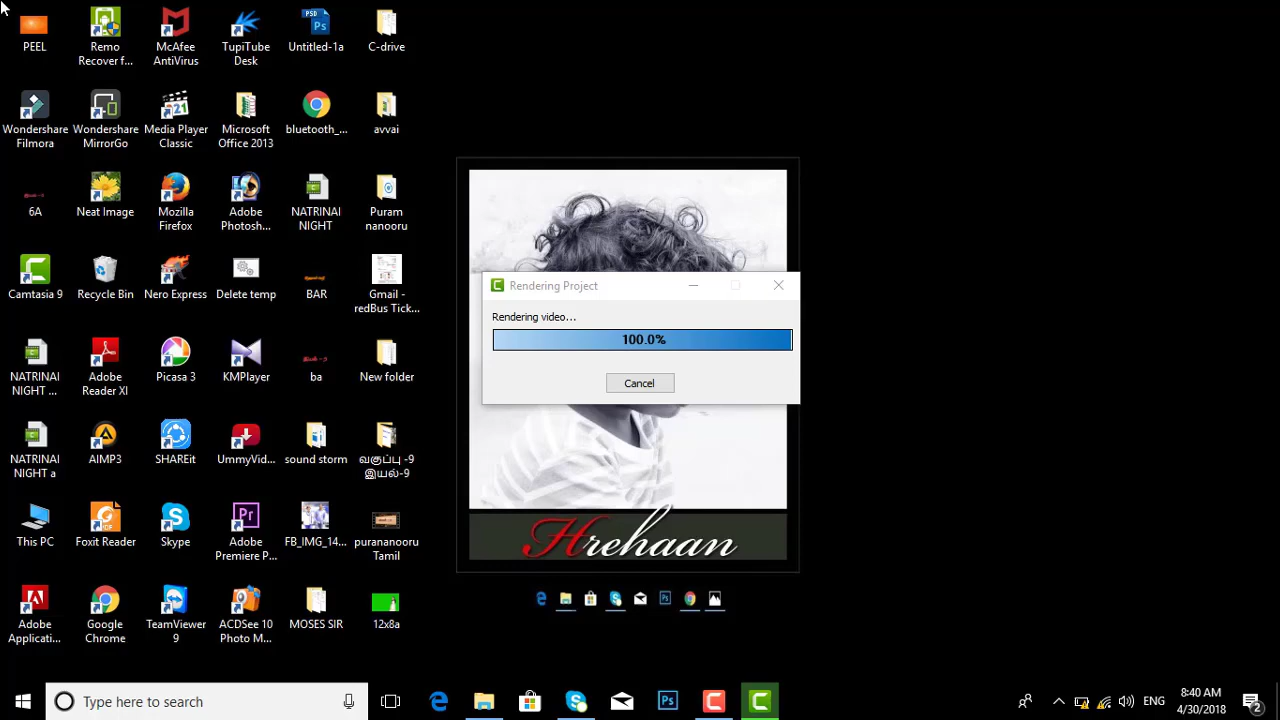 PEEL
Remo
Recover f...
McAfee
AntiVirus
TupiTube
Desk
PSD
Ps
Untitled-1a
C-drive
Wondershare
Filmora
Wondershare
MirrorGo
321
Media Player
Classic
Microsoft
Office 2013
bluetooth_...
avvai
6A
Neat Image
Mozilla
Firefox
Adobe
Photosh...
NATRINAI
NIGHT
Puram
nanooru
Camtasia 9
Recycle Bin
Nero Express
Delete temp
BAR
Gmail -
redBus Tick...
Rendering Project
Rendering video...
100.0%
Cancel
NATRINAI
NIGHT ...
Adobe
Reader XI
Picasa 3
KMPlayer
ba
New folder
NATRINAI
NIGHT a
AIMP3
SHAREit
UmmyVid...
sound storm
வகுப்பு -9
இயல்-9
This PC
Foxit Reader
Skype
Pr
Adobe
Premiere P...
FB_IMG_14...
purananooru
Tamil
Hrehaan
Adobe
Applicati...
Google
Chrome
TeamViewer
9
ACDSee 10
Photo M...
MOSES SIR
12x8a
Type here to search
Ps
ENG
8:40 AM
4/30/2018
2